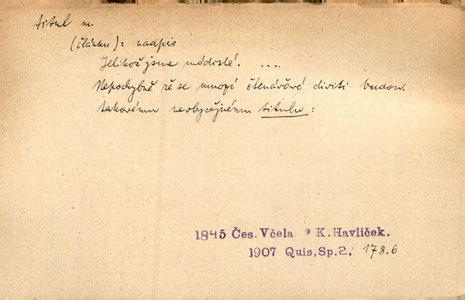 titul m.
(článku) = nadpis
Jelikož jsme módisté. ....
Nepochybně že se mnozí čtenářové diviti budou
takovému neobyčejnému titulu :
1845 Čes. Včela * K. Havlíček.
1907 Quis, Sp. 2. 178.6